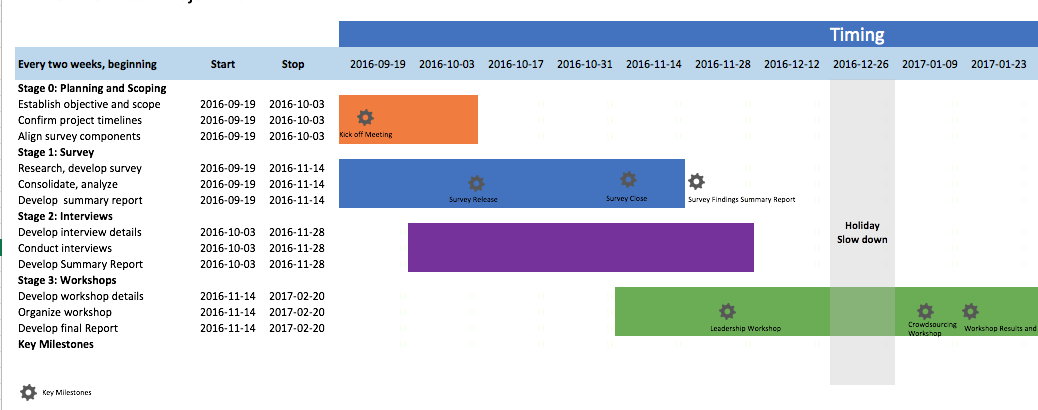 Timing
Every two weeks, beginning Start Stop 2016-09-19 2016-10-03 2016-10-17 2016-10-31 2016-11-14 2016-11-28 2016-12-12 2016-12-26 2017-01-09 2017-01-23
Stage 0: Planning and Scoping
Establish objective and scope 2016-09-19 2016-10-03
Confirm project timelines 2016-09-19 2016-10-03
Align survey components 2016-09-19 2016-10-03
Kick off Meeting
Stage 1: Survey
Research, develop survey 2016-09-19 2016-11-14
Consolidate, analyze 2016-09-19 2016-11-14
Develop summary report 2016-09-19 2016-11-14
Survey Release Survey Close Survey Findings Summary Report
Stage 2: Interviews
Develop interview details 2016-10-03 2016-11-28
Conduct interviews 2016-10-03 2016-11-28
Develop Summary Report 2016-10-03 2016-11-28
Holiday
Slow down
Stage 3: Workshops
Develop workshop details 2016-11-14 2017-02-20
Organize workshop 2016-11-14 2017-02-20
Develop final Report 2016-11-14 2017-02-20
Leadership Workshop
Crowdsourcing
Workshop
Workshop Results and
Key Milestones
Key Milestones